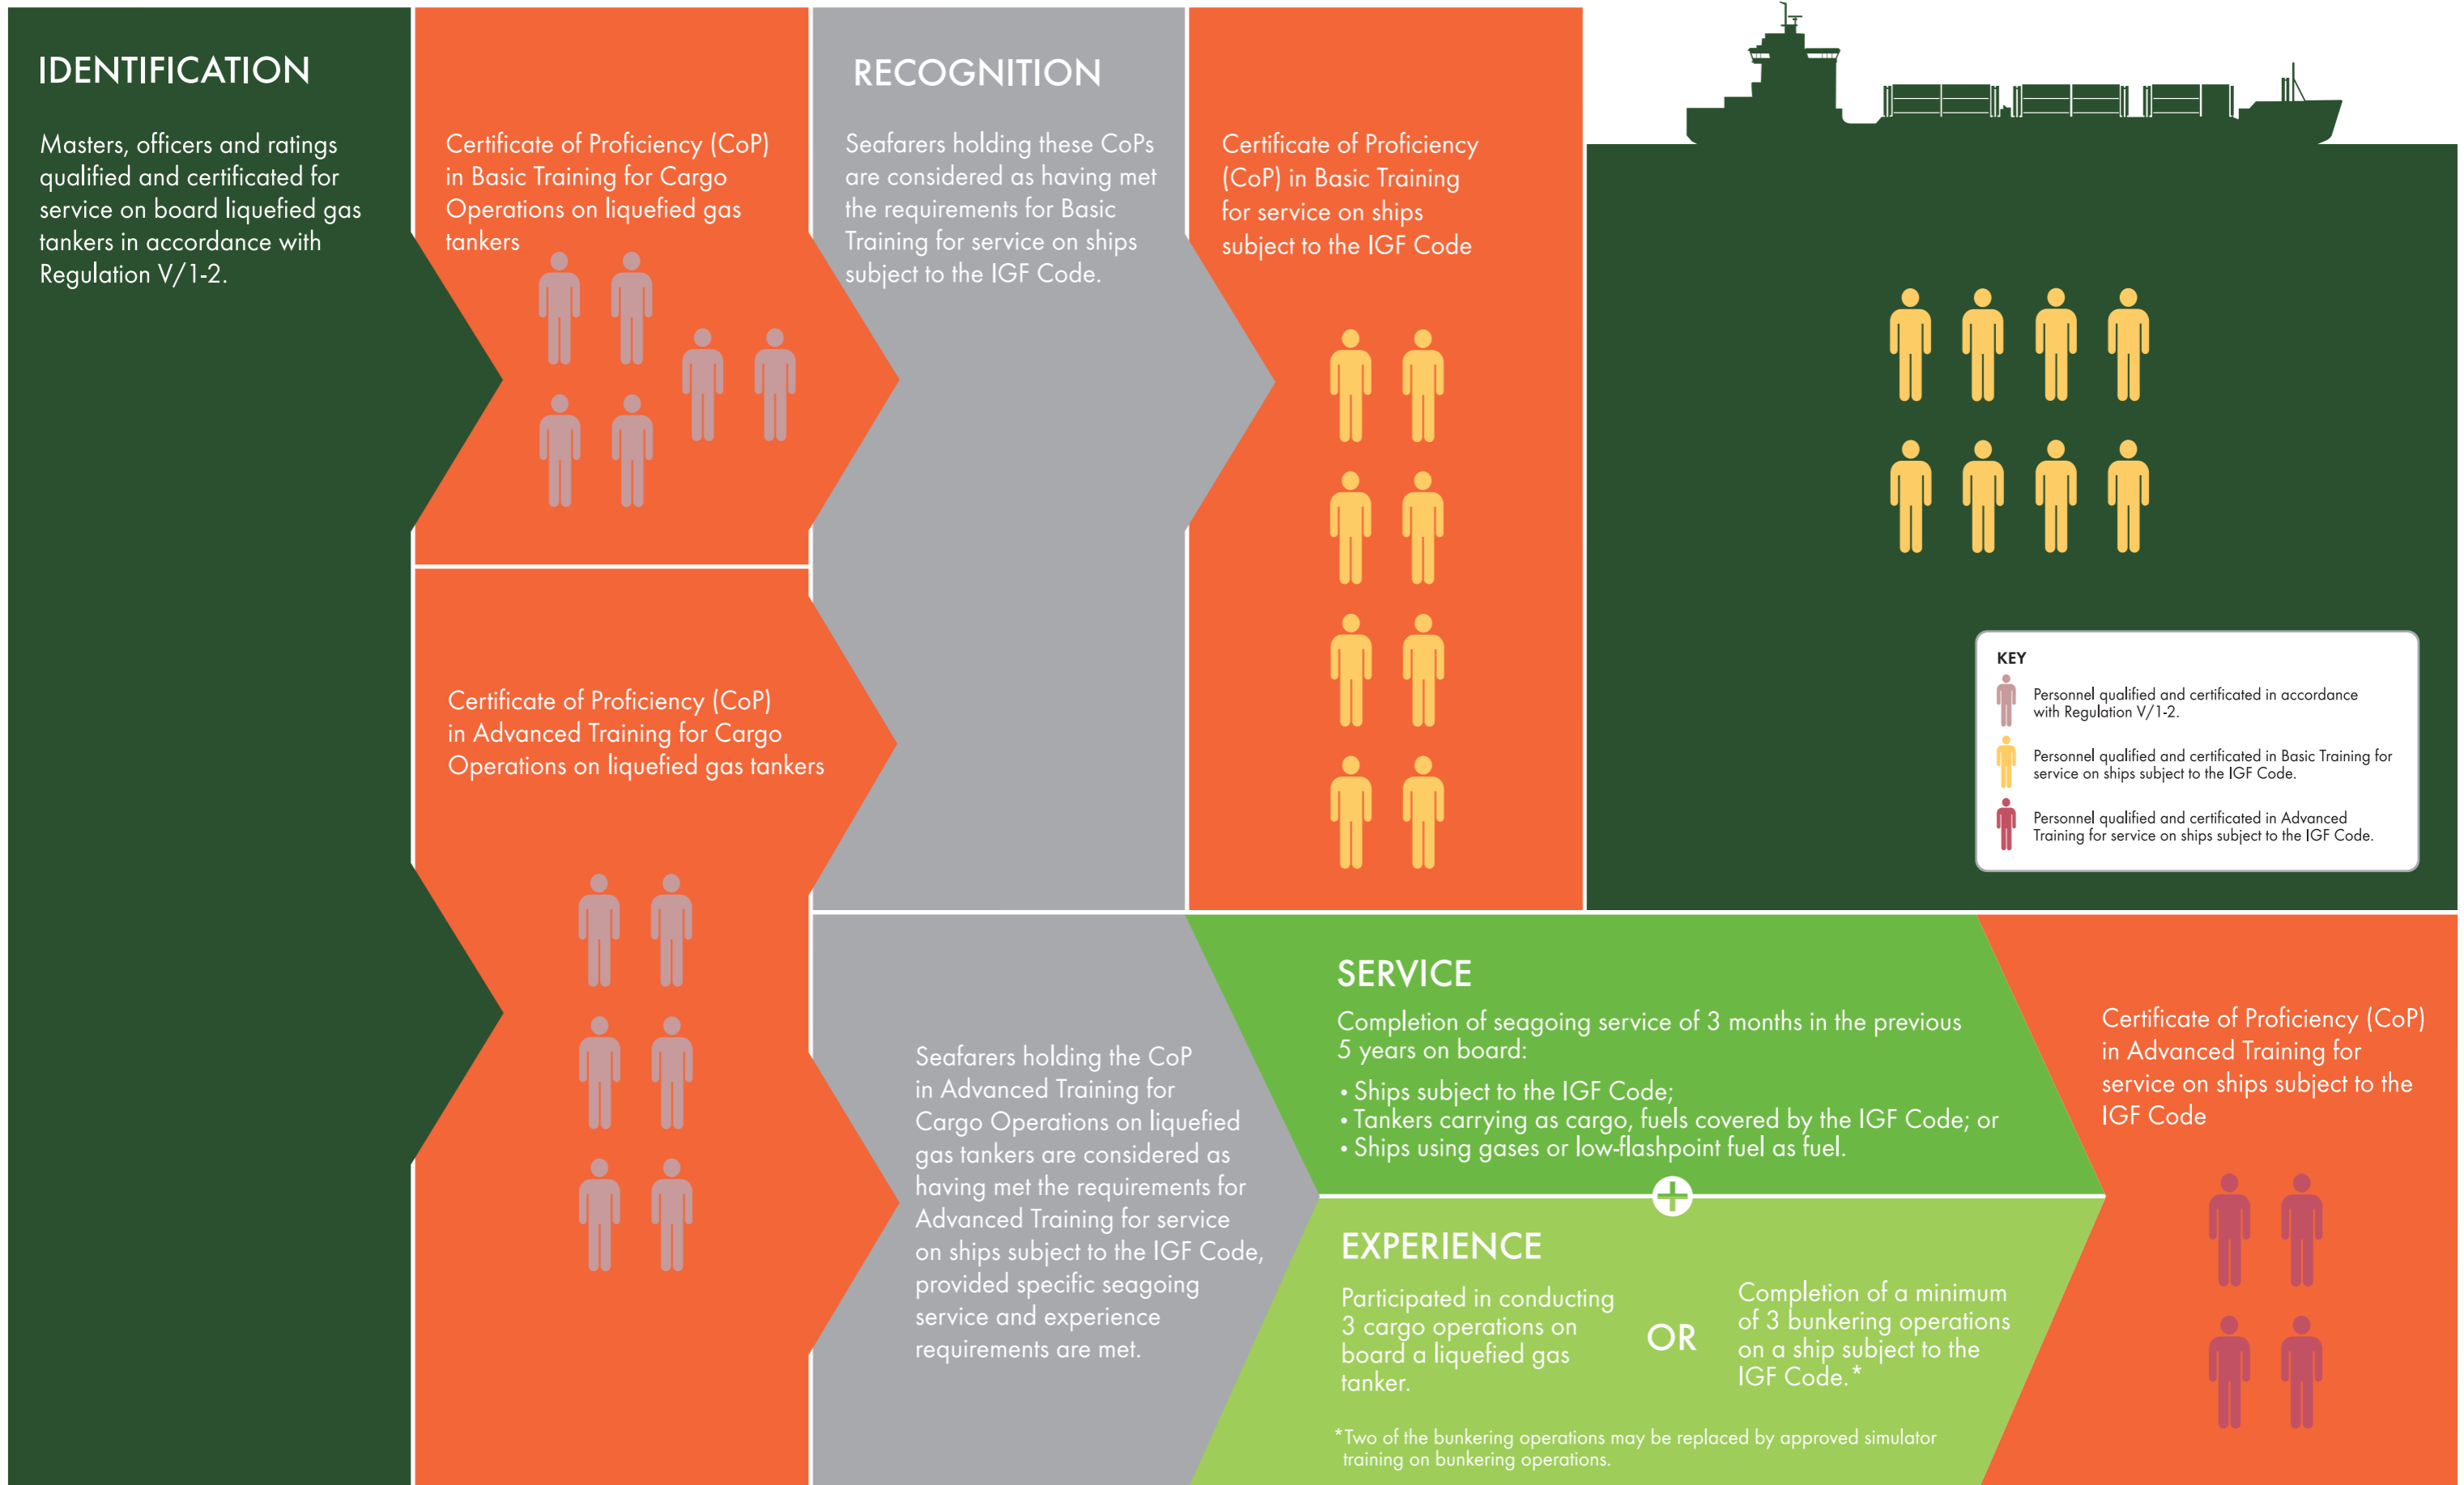 IDENTIFICATION
Masters, officers and ratings
qualified and certificated for
service on board liquefied gas
tankers in accordance with
Regulation V/1-2.
Certificate of Proficiency (CoP)
in Basic Training for Cargo
Operations on liquefied gas
tankers
Certificate of Proficiency (CoP)
in Advanced Training for Cargo
Operations on liquefied gas tankers
RECOGNITION
Seafarers holding these CoPs
are considered as having met
the requirements for Basic
Training for service on ships
subject to the IGF Code.
Certificate of Proficiency
(CoP) in Basic Training
for service on ships
subject to the IGF Code
KEY
Personnel qualified and certificated in accordance
with Regulation V/1-2.
Personnel qualified and certificated in Basic Training for
service on ships subject to the IGF Code.
Personnel qualified and certificated in Advanced
Training for service on ships subject to the IGF Code.
Seafarers holding the CoP
in Advanced Training for
Cargo Operations on liquefied
gas tankers are considered as
having met the requirements for
Advanced Training for service
on ships subject to the IGF Code,
provided specific seagoing
service and experience
requirements are met.
SERVICE
Completion of seagoing service of 3 months in the previous
5 years on board:
• Ships subject to the IGF Code;
• Tankers carrying as cargo, fuels covered by the IGF Code; or
• Ships using gases or low-flashpoint fuel as fuel.
+
EXPERIENCE
Participated in conducting
3 cargo operations on
board a liquefied gas
tanker.
OR
Completion of a minimum
of 3 bunkering operations
on a ship subject to the
IGF Code.*
*Two of the bunkering operations may be replaced by approved simulator
training on bunkering operations.
Certificate of Proficiency (CoP)
in Advanced Training for
service on ships subject to the
IGF Code